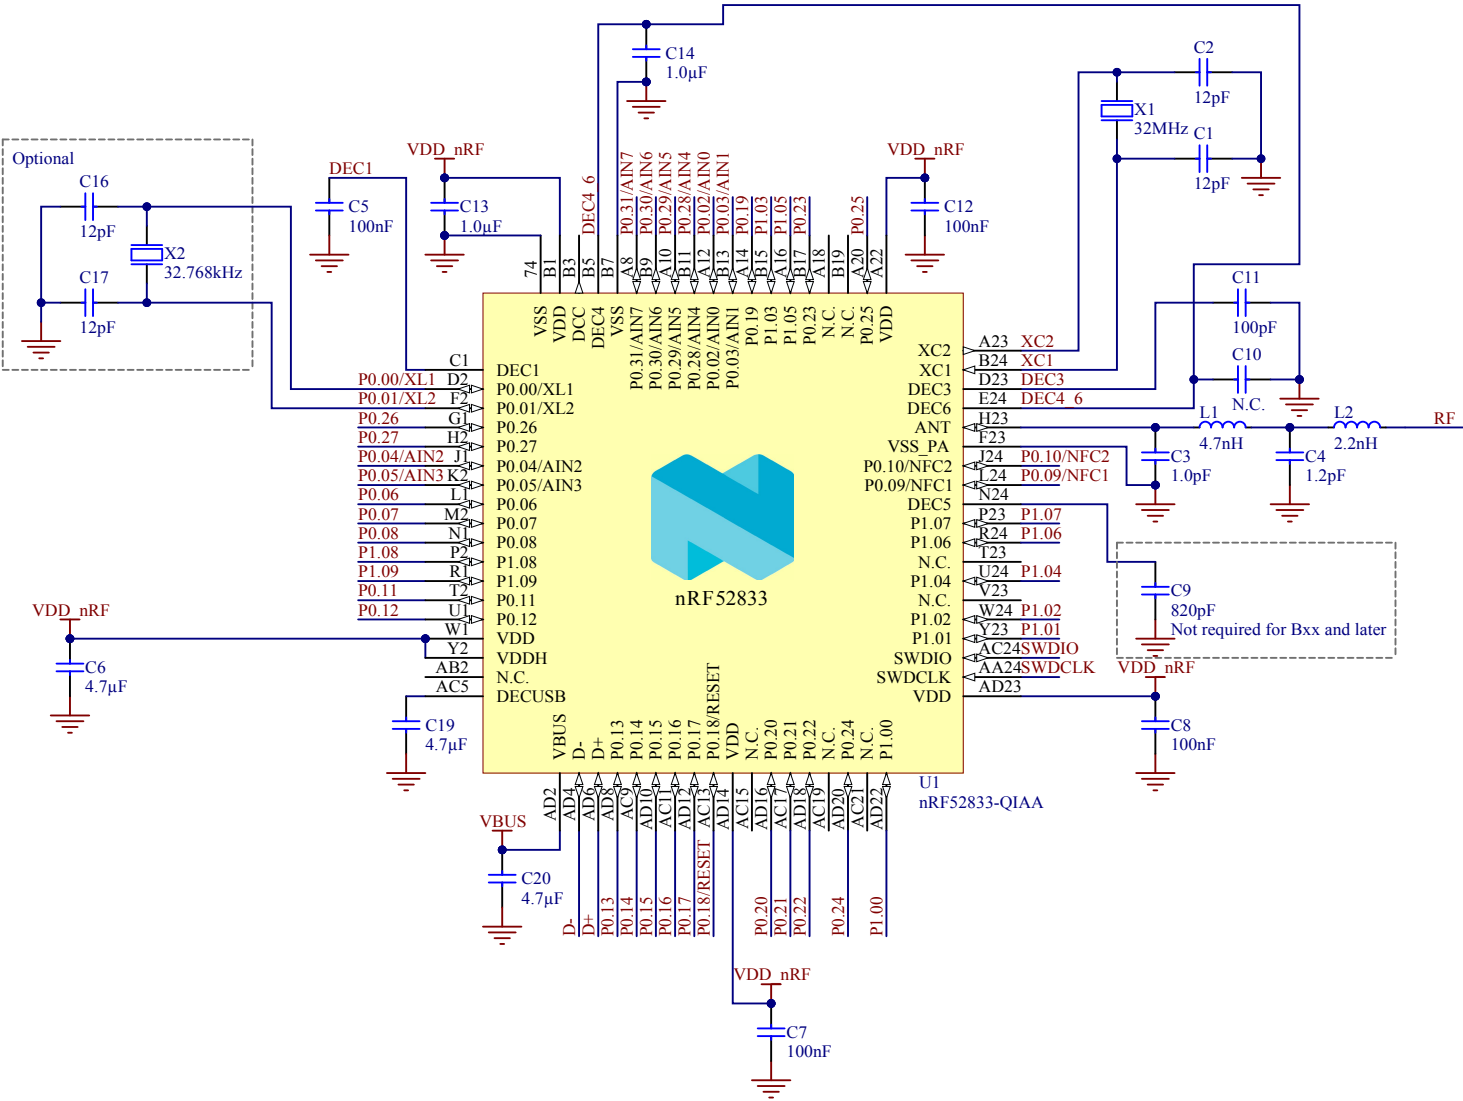 C14
1.0µF
C2
12pF
X1
32MHz
C1
12pF
Optional
C16
12pF
X2
32.768kHz
C17
12pF
DEC1
C5
100nF
VDD_nRF
C13
1.0µF
DEC4_6
P0.31/AIN7
P0.30/AIN6
P0.29/AIN5
P0.28/AIN4
P0.02/AIN0
P0.03/AIN1
P0.19
P1.03
P1.05
P0.23
P0.25
VDD_nRF
C12
100nF
74
B1
B3
B5
B7
A8
B9
A10
B11
A12
B13
A14
B15
A16
B17
A18
B19
A20
A22
VSS
VDD
DCC
DEC4
VSS
P0.31/AIN7
P0.30/AIN6
P0.29/AIN5
P0.28/AIN4
P0.02/AIN0
P0.03/AIN1
P0.19
P1.03
P1.05
P0.23
N.C.
N.C.
P0.25
VDD
C11
100pF
C10
N.C.
C1 DEC1
P0.00/XL1 D2 P0.00/XL1
P0.01/XL2 F2 P0.01/XL2
P0.26 G1 P0.26
P0.27 H2 P0.27
P0.04/AIN2 J1 P0.04/AIN2
P0.05/AIN3 K2 P0.05/AIN3
P0.06 L1 P0.06
P0.07 M2 P0.07
P0.08 N1 P0.08
P1.08 P2 P1.08
P1.09 R1 P1.09
P0.11 T2 P0.11
P0.12 U1 P0.12
W1 VDD
Y2 VDDH
AB2 N.C.
AC5 DECUSB
XC2 A23 XC2
XC1 B24 XC1
DEC3 D23 DEC3
DEC6 E24 DEC4_6
ANT H23
VSS_PA F23
P0.10/NFC2 J24 P0.10/NFC2
P0.09/NFC1 L24 P0.09/NFC1
DEC5 N24
P1.07 P23 P1.07
P1.06 R24 P1.06
N.C. T23
P1.04 U24 P1.04
N.C. V23
P1.02 W24 P1.02
P1.01 Y23 P1.01
SWDIO AC24 SWDIO
SWDCLK AA24 SWDCLK
VDD AD23
L1
4.7nH
L2
2.2nH
RF
C3
1.0pF
C4
1.2pF
nRF52833
C9
820pF
Not required for Bxx and later
VDD_nRF
C8
100nF
VDD_nRF
C6
4.7µF
C19
4.7µF
VBUS
D-
D+
P0.13
P0.14
P0.15
P0.16
P0.17
P0.18/RESET
VDD
N.C.
P0.20
P0.21
P0.22
N.C.
P0.24
N.C.
P1.00
U1
nRF52833-QIAA
AD2
AD4
AD6
AD8
AC9
AD10
AC11
AD12
AC13
AD14
AC15
AD16
AC17
AD18
AC19
AD20
AC21
AD22
VBUS
C20
4.7µF
D-
D+
P0.13
P0.14
P0.15
P0.16
P0.17
P0.18/RESET
P0.20
P0.21
P0.22
P0.24
P1.00
VDD_nRF
C7
100nF